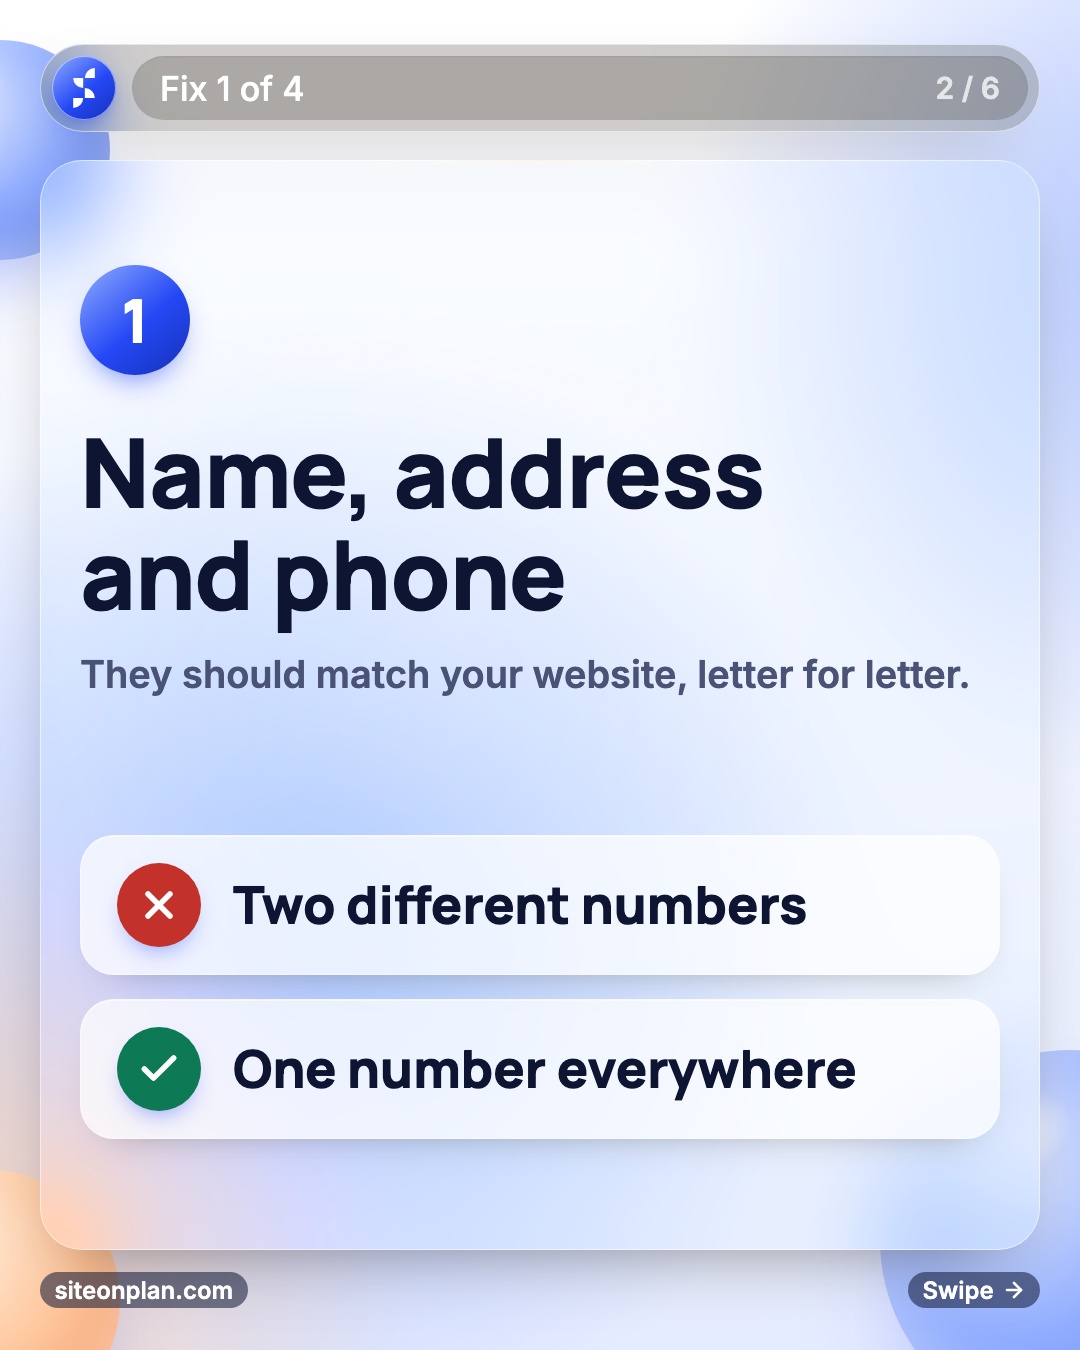 Fix 1 of 4
2 / 6
1
Name, address
and phone
They should match your website, letter for letter.
Two different numbers
One number everywhere
siteonplan.com
Swipe →